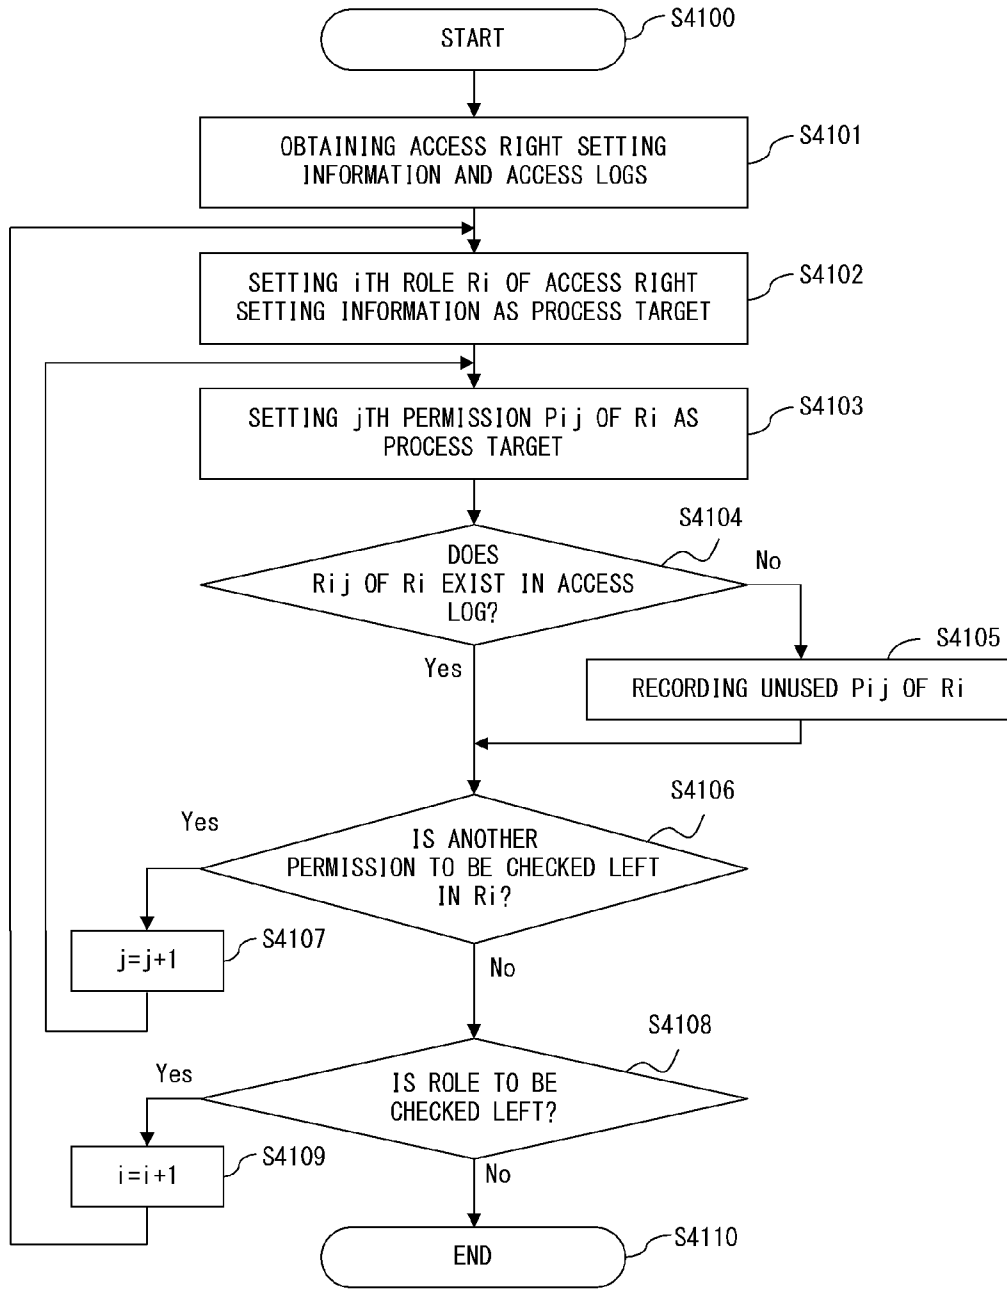 START
S4100
OBTAINING ACCESS RIGHT SETTING
INFORMATION AND ACCESS LOGS
S4101
SETTING iTH ROLE Ri OF ACCESS RIGHT
SETTING INFORMATION AS PROCESS TARGET
S4102
SETTING jTH PERMISSION Pij OF Ri AS
PROCESS TARGET
S4103
S4104
DOES
Rij OF Ri EXIST IN ACCESS
LOG?
No
Yes
S4105
RECORDING UNUSED Pij OF Ri
S4106
Yes
IS ANOTHER
PERMISSION TO BE CHECKED LEFT
IN Ri?
j=j+1
S4107
No
S4108
Yes
IS ROLE TO BE
CHECKED LEFT?
i=i+1
S4109
No
END
S4110